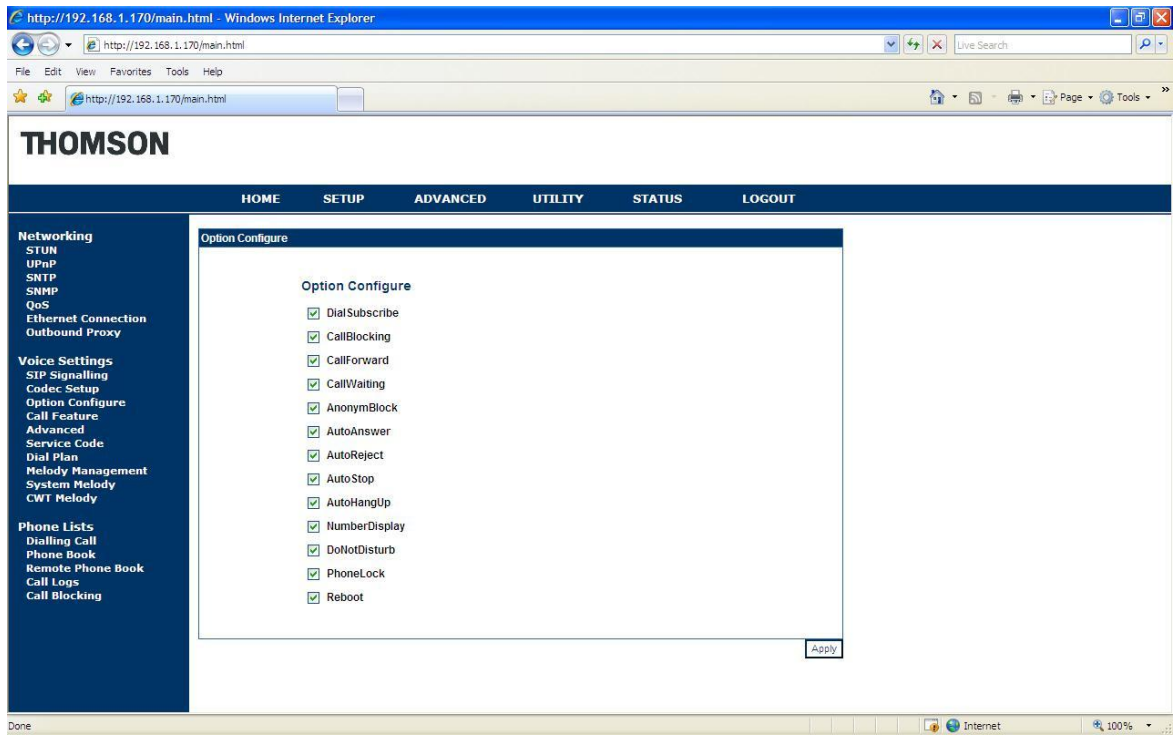 http://192.168.1.170/main.html - Windows Internet Explorer
http://192.168.1.170/main.html
Live Search
File Edit View Favorites Tools Help
http://192.168.1.170/main.html
Page Tools
THOMSON
HOME SETUP ADVANCED UTILITY STATUS LOGOUT
Networking
STUN
UPnP
SNTP
SNMP
QoS
Ethernet Connection
Outbound Proxy
Voice Settings
SIP Signalling
Codec Setup
Option Configure
Call Feature
Advanced
Service Code
Dial Plan
Melody Management
System Melody
CWT Melody
Phone Lists
Dialling Call
Phone Book
Remote Phone Book
Call Logs
Call Blocking
Option Configure
Option Configure
DialSubscribe
CallBlocking
CallForward
CallWaiting
AnonymBlock
AutoAnswer
AutoReject
AutoStop
AutoHangUp
NumberDisplay
DoNotDisturb
PhoneLock
Reboot
Apply
Done
Internet
100%